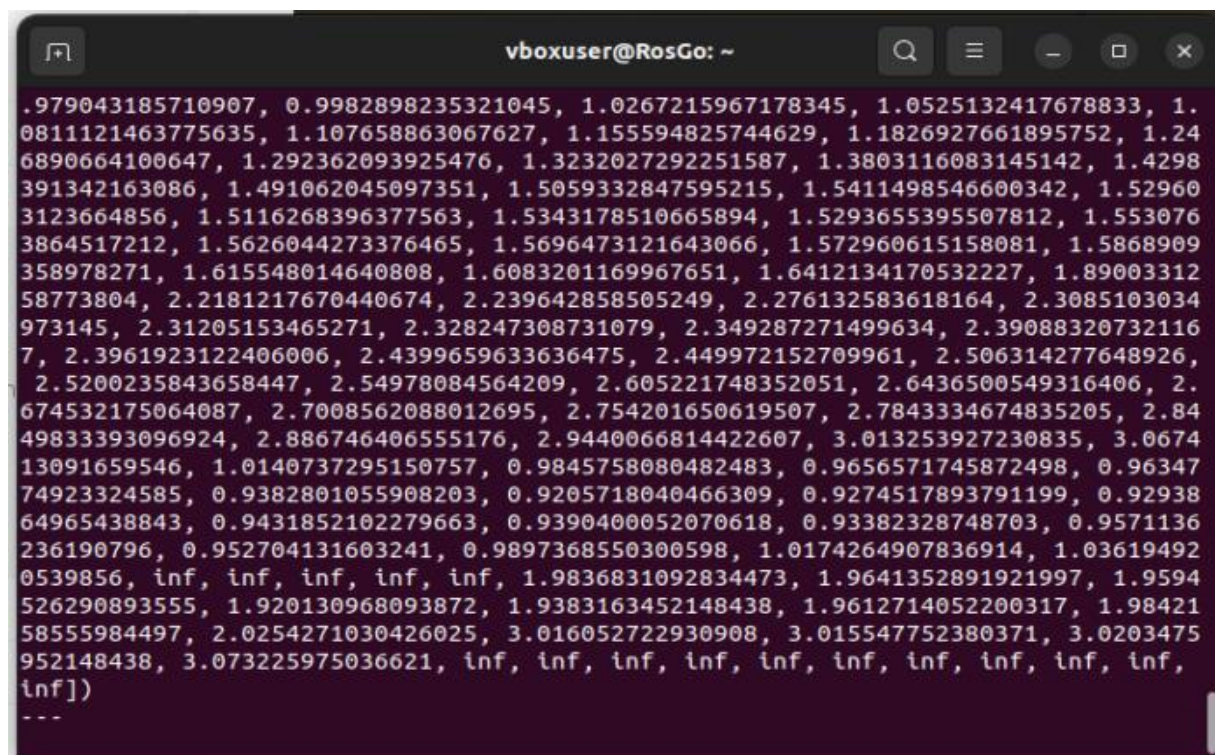 vboxuser@RosGo: ~
.979043185710907, 0.9982898235321045, 1.0267215967178345, 1.0525132417678833, 1.
0811121463775635, 1.107658863067627, 1.155594825744629, 1.1826927661895752, 1.24
6890664100647, 1.292362093925476, 1.3232027292251587, 1.3803116083145142, 1.4298
391342163086, 1.491062045097351, 1.5059332847595215, 1.5411498546600342, 1.52960
3123664856, 1.51162683963​77563, 1.5343178510665894, 1.5293655395507812, 1.553076
3864517212, 1.5626044273376465, 1.5696473121643066, 1.572960615158081, 1.5868909
358978271, 1.615548014640808, 1.6083201169967651, 1.6412134170532227, 1.89003312
58773804, 2.2181217670440674, 2.239642858505249, 2.276132583618164, 2.3085103034
973145, 2.31205153465271, 2.328247308731079, 2.349287271499634, 2.39088320732116
7, 2.3961923122406006, 2.4399659633636475, 2.449972152709961, 2.506314277648926,
 2.5200235843658447, 2.54978084564209, 2.605221748352051, 2.6436500549316406, 2.
674532175064087, 2.7008562088012695, 2.754201650619507, 2.7843334674835205, 2.84
49833393096924, 2.886746406555176, 2.9440066814422607, 3.013253927230835, 3.0674
13091659546, 1.0140737295150757, 0.9845758080482483, 0.9656571745872498, 0.96347
74923324585, 0.9382801055908203, 0.9205718040466309, 0.9274517893791199, 0.92938
64965438843, 0.9431852102279663, 0.9390400052070618, 0.93382328748703, 0.9571136
236190796, 0.952704131603241, 0.9897368550300598, 1.0174264907836914, 1.03619492
0539856, inf, inf, inf, inf, inf, 1.9836831092834473, 1.9641352891921997, 1.9594
526290893555, 1.920130968093872, 1.93831634521484​38, 1.9612714052200317, 1.98421
58555984497, 2.0254271030426025, 3.016052722930908, 3.015547752380371, 3.0203475
952148438, 3.073225975036621, inf, inf, inf, inf, inf, inf, inf, inf, inf, inf,
inf])
---